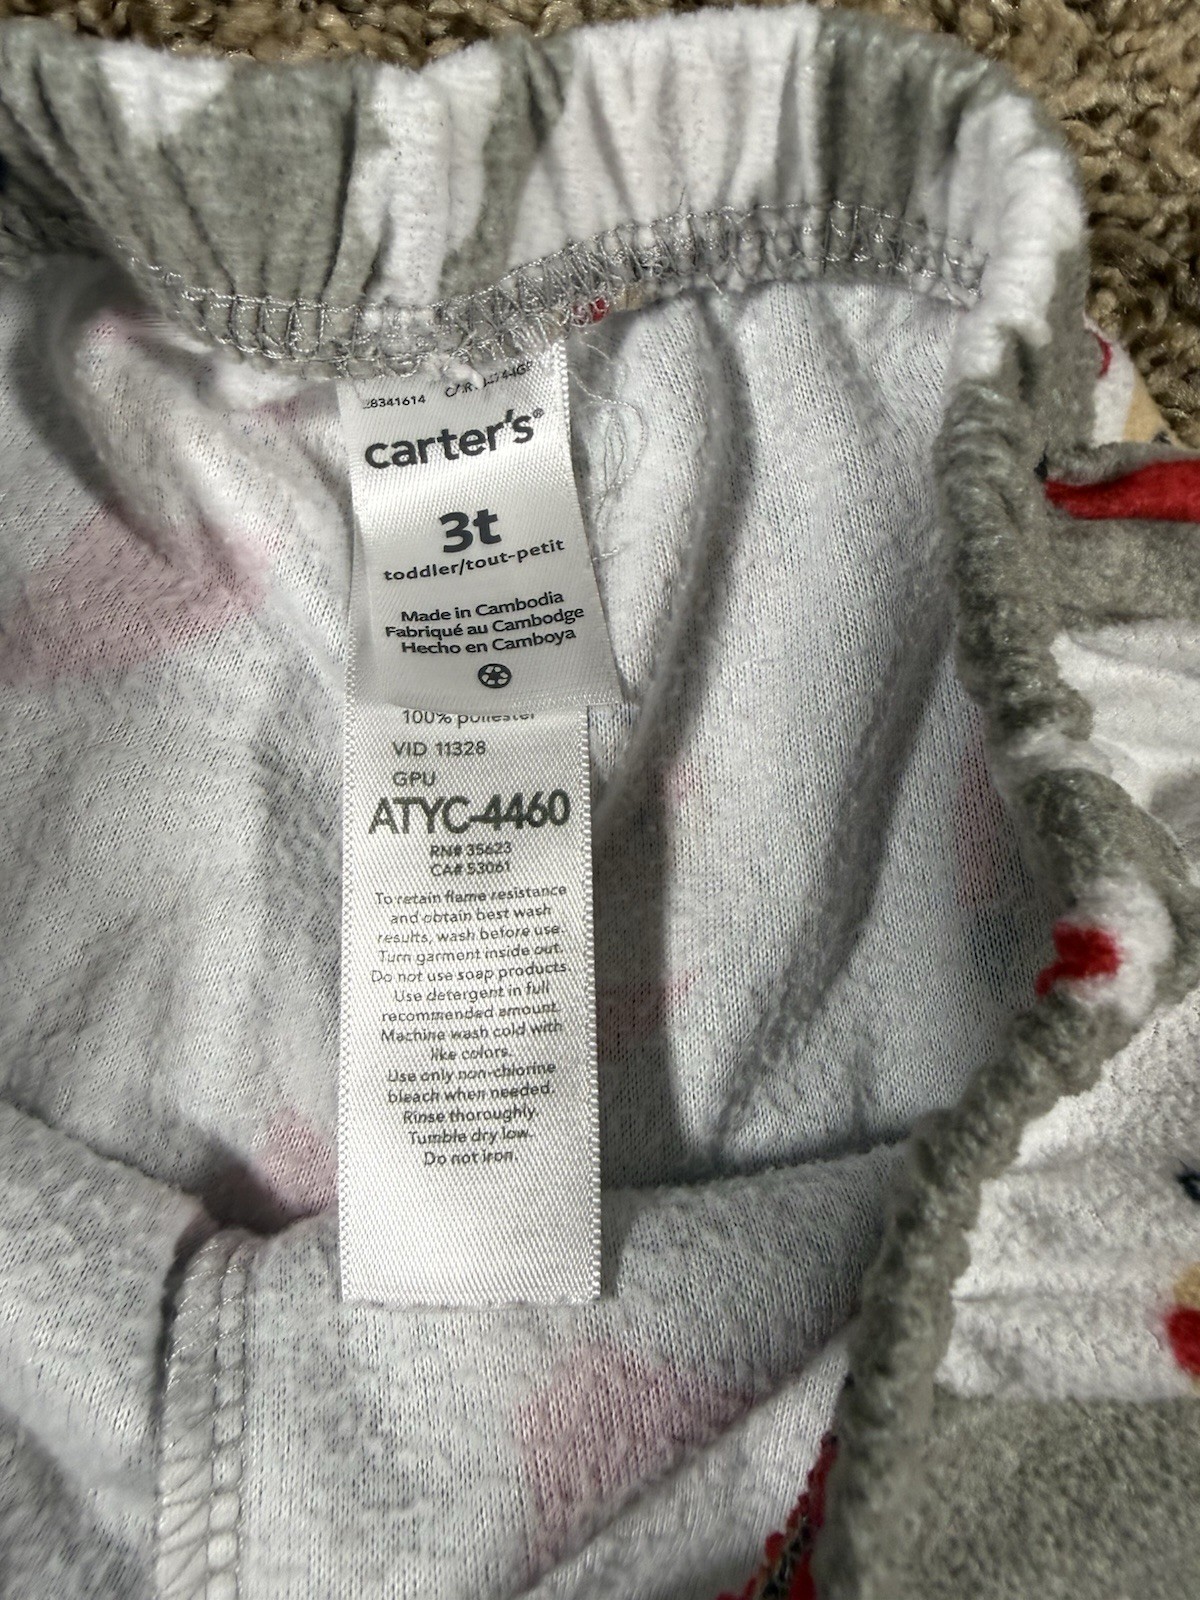 28341614
carter's®
3t
toddler/tout-petit
Made in Cambodia
Fabriqué au Cambodge
Hecho en Camboya
100% poliester
VID 11328
GPU
ATYC-4460
RN# 35623
CA# 53061
To retain flame resistance
and obtain best wash
results, wash before use.
Turn garment inside out.
Do not use soap products.
Use detergent in full
recommended amount.
Machine wash cold with
like colors.
Use only non-chlorine
bleach when needed.
Rinse thoroughly.
Tumble dry low.
Do not iron.